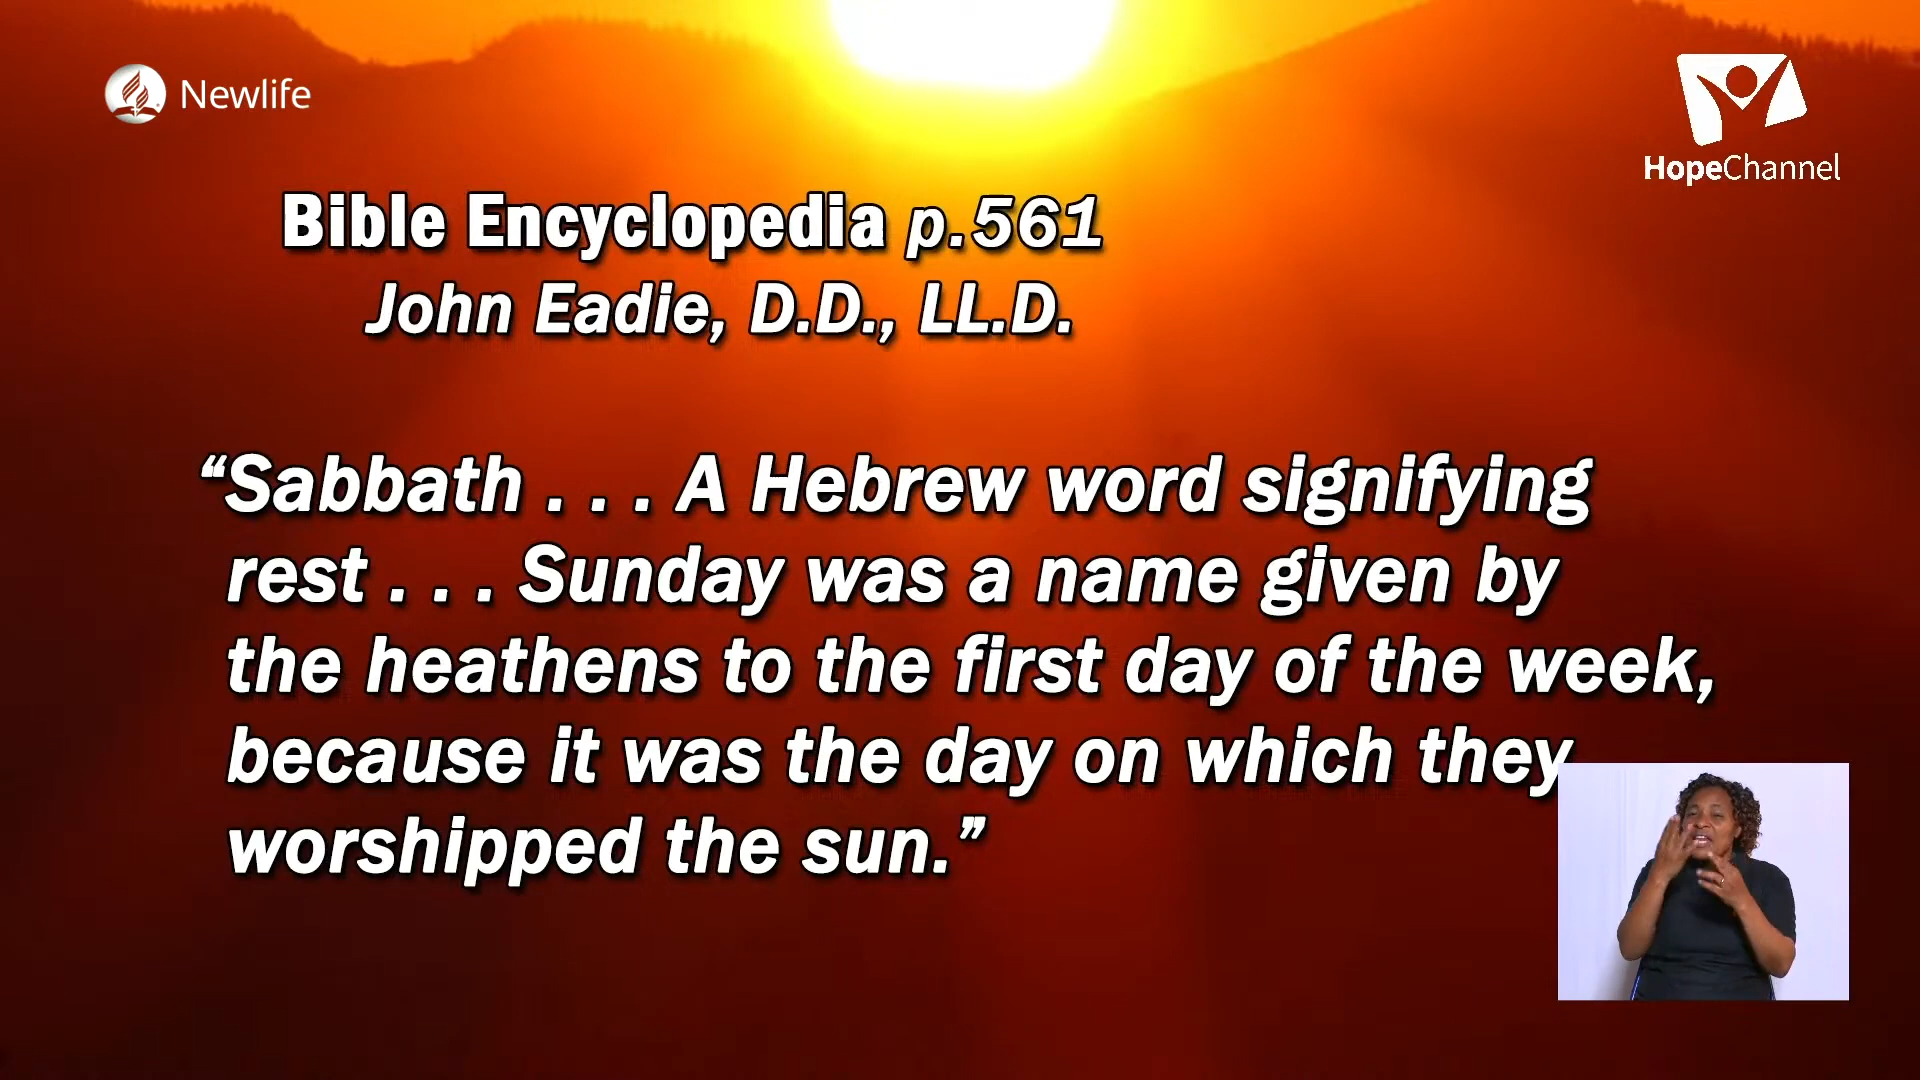 Newlife
HopeChannel
Bible Encyclopedia p.561
John Eadie, D.D., LL.D.
“Sabbath . . . A Hebrew word signifying
rest . . . Sunday was a name given by
the heathens to the first day of the week,
because it was the day on which they
worshipped the sun.”